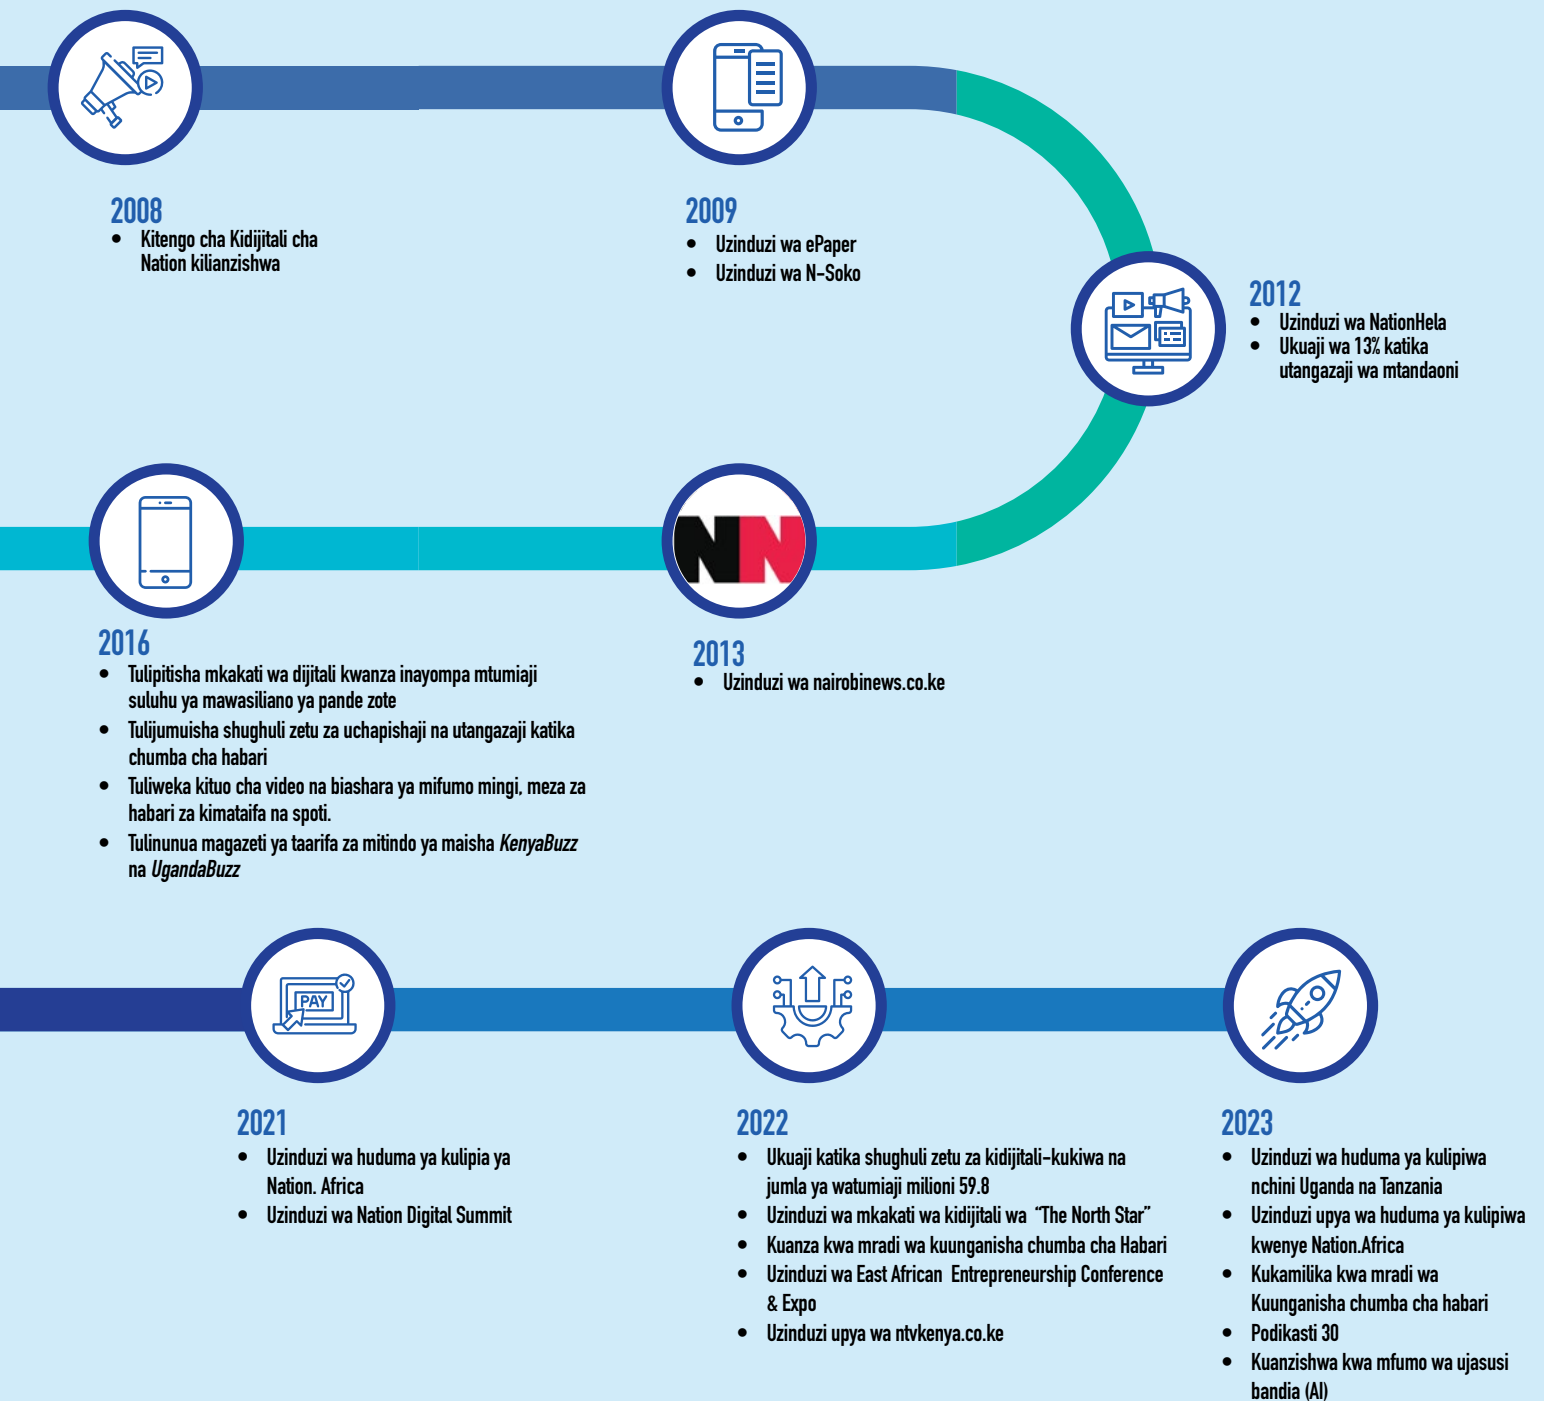 2008
• Kitengo cha Kidijitali cha
Nation kilianzishwa
2009
• Uzinduzi wa ePaper
• Uzinduzi wa N-Soko
2012
• Uzinduzi wa NationHela
• Ukuaji wa 13% katika
utangazaji wa mtandaoni
NN
2013
• Uzinduzi wa nairobinews.co.ke
2016
• Tulipitisha mkakati wa dijitali kwanza inayompa mtumiaji
suluhu ya mawasiliano ya pande zote
• Tulijumuisha shughuli zetu za uchapishaji na utangazaji katika
chumba cha habari
• Tuliweka kituo cha video na biashara ya mifumo mingi, meza za
habari za kimataifa na spoti.
• Tulinunua magazeti ya taarifa za mitindo ya maisha KenyaBuzz
na UgandaBuzz
PAY
2021
• Uzinduzi wa huduma ya kulipia ya
Nation. Africa
• Uzinduzi wa Nation Digital Summit
2022
• Ukuaji katika shughuli zetu za kidijitali-kukiwa na
jumla ya watumiaji milioni 59.8
• Uzinduzi wa mkakati wa kidijitali wa “The North Star”
• Kuanza kwa mradi wa kuunganisha chumba cha Habari
• Uzinduzi wa East African Entrepreneurship Conference
& Expo
• Uzinduzi upya wa ntvkenya.co.ke
2023
• Uzinduzi wa huduma ya kulipiwa
nchini Uganda na Tanzania
• Uzinduzi upya wa huduma ya kulipiwa
kwenye Nation.Africa
• Kukamilika kwa mradi wa
Kuunganisha chumba cha habari
• Podikasti 30
• Kuanzishwa kwa mfumo wa ujasusi
bandia (AI)